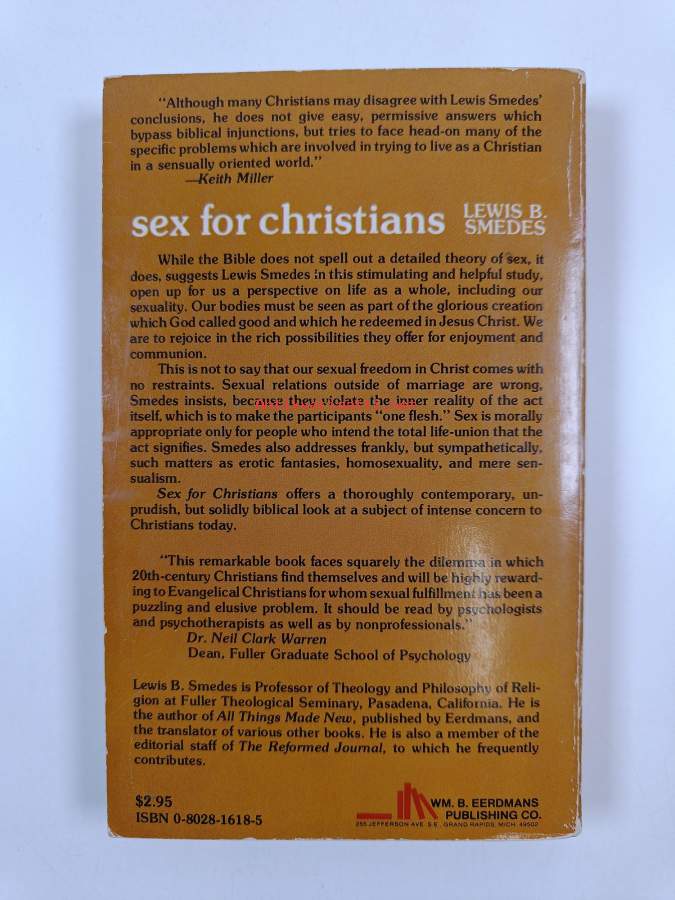 "Although many Christians may disagree with Lewis Smedes'
conclusions, he does not give easy, permissive answers which
bypass biblical injunctions, but tries to face head-on many of the
specific problems which are involved in trying to live as a Christian
in a sensually oriented world."
—Keith Miller
sex for christians
LEWIS B.
SMEDES
While the Bible does not spell out a detailed theory of sex, it
does, suggests Lewis Smedes in this stimulating and helpful study,
open up for us a perspective on life as a whole, including our
sexuality. Our bodies must be seen as part of the glorious creation
which God called good and which he redeemed in Jesus Christ. We
are to rejoice in the rich possibilities they offer for enjoyment and
communion.
This is not to say that our sexual freedom in Christ comes with
no restraints. Sexual relations outside of marriage are wrong,
Smedes insists, because they violate the inner reality of the act
itself, which is to make the participants "one flesh." Sex is morally
appropriate only for people who intend the total life-union that the
act signifies. Smedes also addresses frankly, but sympathetically,
such matters as erotic fantasies, homosexuality, and mere sen-
sualism.
Sex for Christians offers a thoroughly contemporary, un-
prudish, but solidly biblical look at a subject of intense concern to
Christians today.
"This remarkable book faces squarely the dilemma in which
20th-century Christians find themselves and will be highly reward-
ing to Evangelical Christians for whom sexual fulfillment has been a
puzzling and elusive problem. It should be read by psychologists
and psychotherapists as well as by nonprofessionals."
Dr. Neil Clark Warren
Dean, Fuller Graduate School of Psychology
Lewis B. Smedes is Professor of Theology and Philosophy of Reli-
gion at Fuller Theological Seminary, Pasadena, California. He is
the author of All Things Made New, published by Eerdmans, and
the translator of various other books. He is also a member of the
editorial staff of The Reformed Journal, to which he frequently
contributes.
$2.95
ISBN 0-8028-1618-5
WM. B. EERDMANS
PUBLISHING CO.
255 JEFFERSON AVE. S.E., GRAND RAPIDS, MICH. 49502